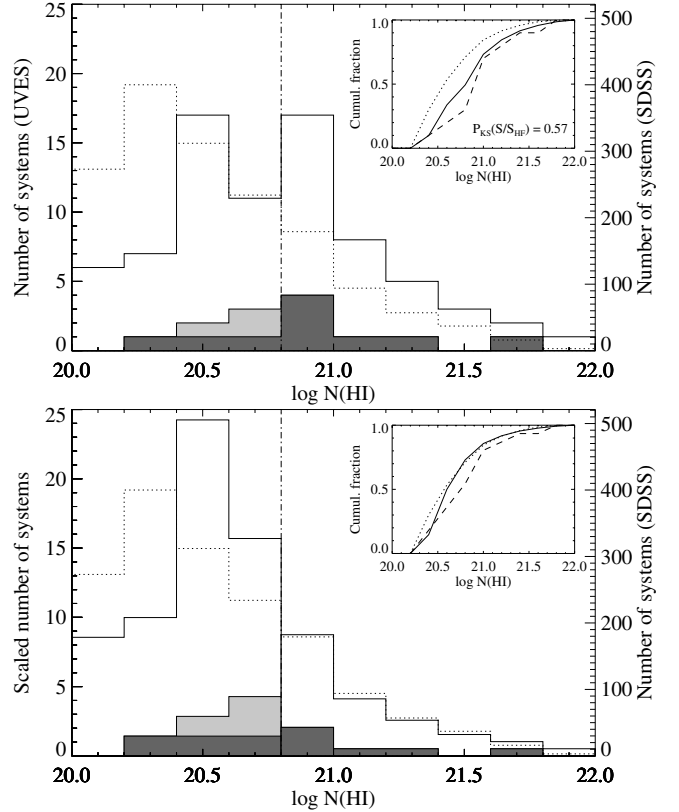 25
20
15
10
5
0
Number of systems (UVES)
500
400
300
200
100
0
Number of systems (SDSS)
20.0 20.5 21.0 21.5 22.0
log N(HI)
1.0
0.5
0.0
Cumul. fraction
P_KS(S/S_HF) = 0.57
20.0 20.5 21.0 21.5 22.0
log N(HI)
25
20
15
10
5
0
Scaled number of systems
500
400
300
200
100
0
Number of systems (SDSS)
20.0 20.5 21.0 21.5 22.0
log N(HI)
1.0
0.5
0.0
Cumul. fraction
20.0 20.5 21.0 21.5 22.0
log N(HI)